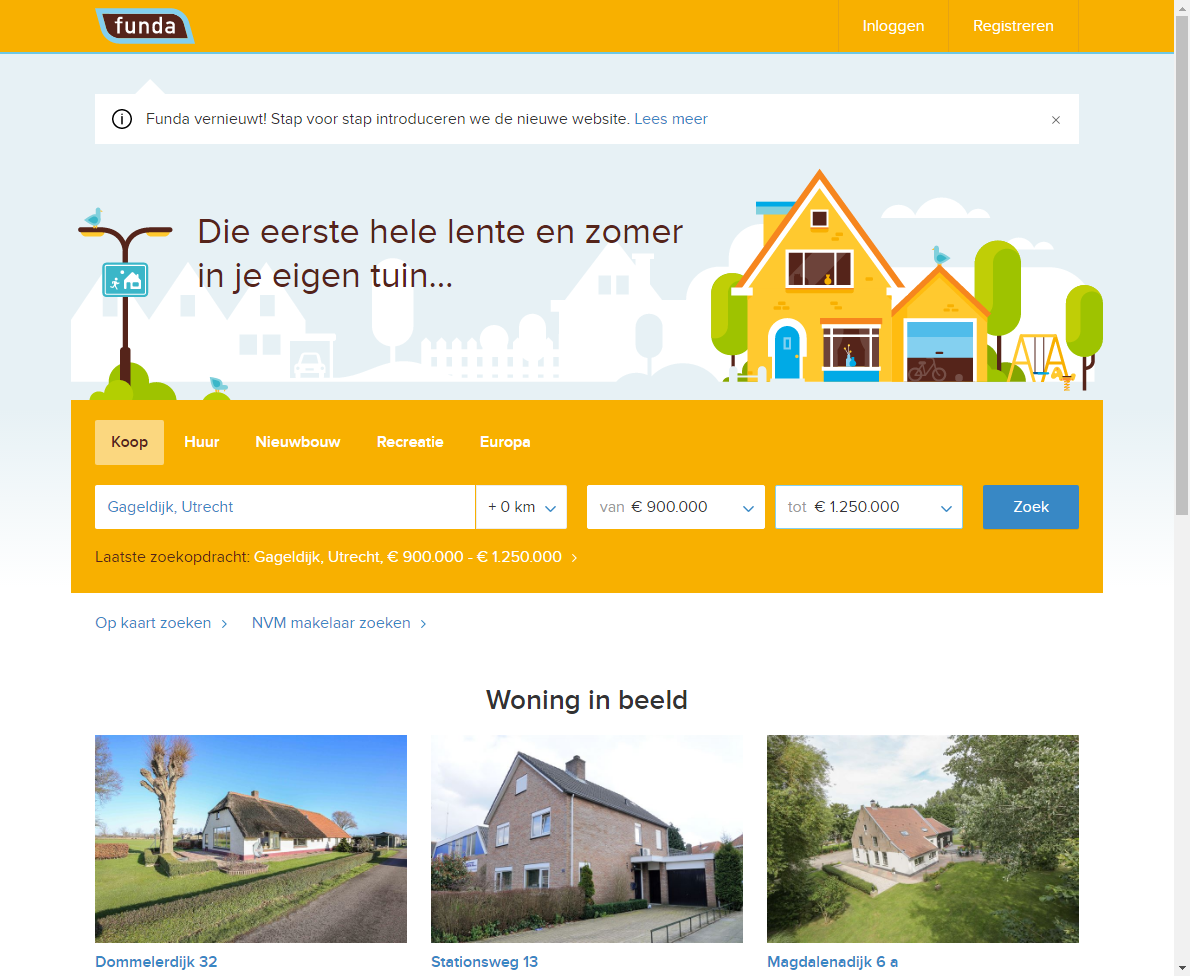 funda
Inloggen
Registreren
Funda vernieuwt! Stap voor stap introduceren we de nieuwe website. Lees meer
Die eerste hele lente en zomer
in je eigen tuin...
Koop Huur Nieuwbouw Recreatie Europa
Gageldijk, Utrecht + 0 km van € 900.000 tot € 1.250.000 Zoek
Laatste zoekopdracht: Gageldijk, Utrecht, € 900.000 - € 1.250.000
Op kaart zoeken NVM makelaar zoeken
Woning in beeld
Dommelerdijk 32 Stationsweg 13 Magdalenadijk 6 a